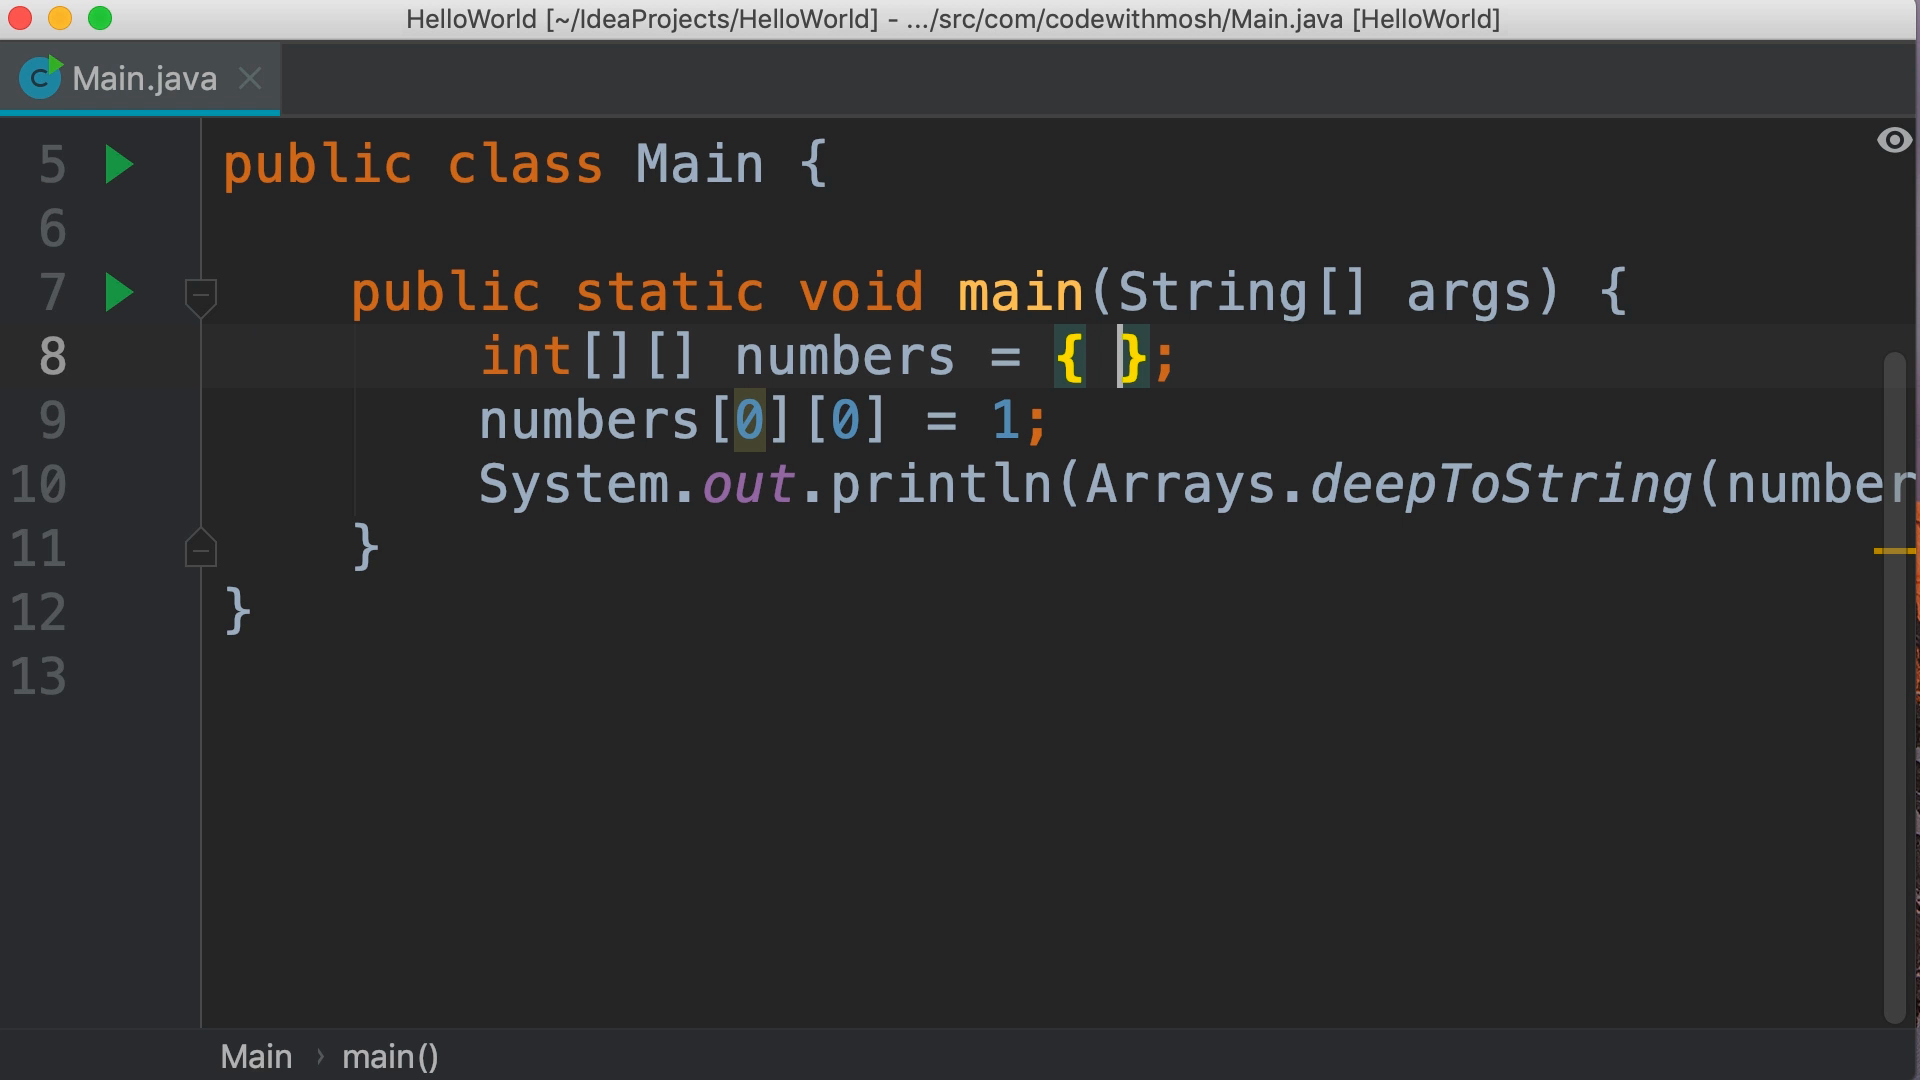 HelloWorld [~/IdeaProjects/HelloWorld] - .../src/com/codewithmosh/Main.java [HelloWorld]
C Main.java
5 public class Main {
6
7 public static void main(String[] args) {
8 int[][] numbers = { };
9 numbers[0][0] = 1;
10 System.out.println(Arrays.deepToString(number
11 }
12 }
13
Main › main()